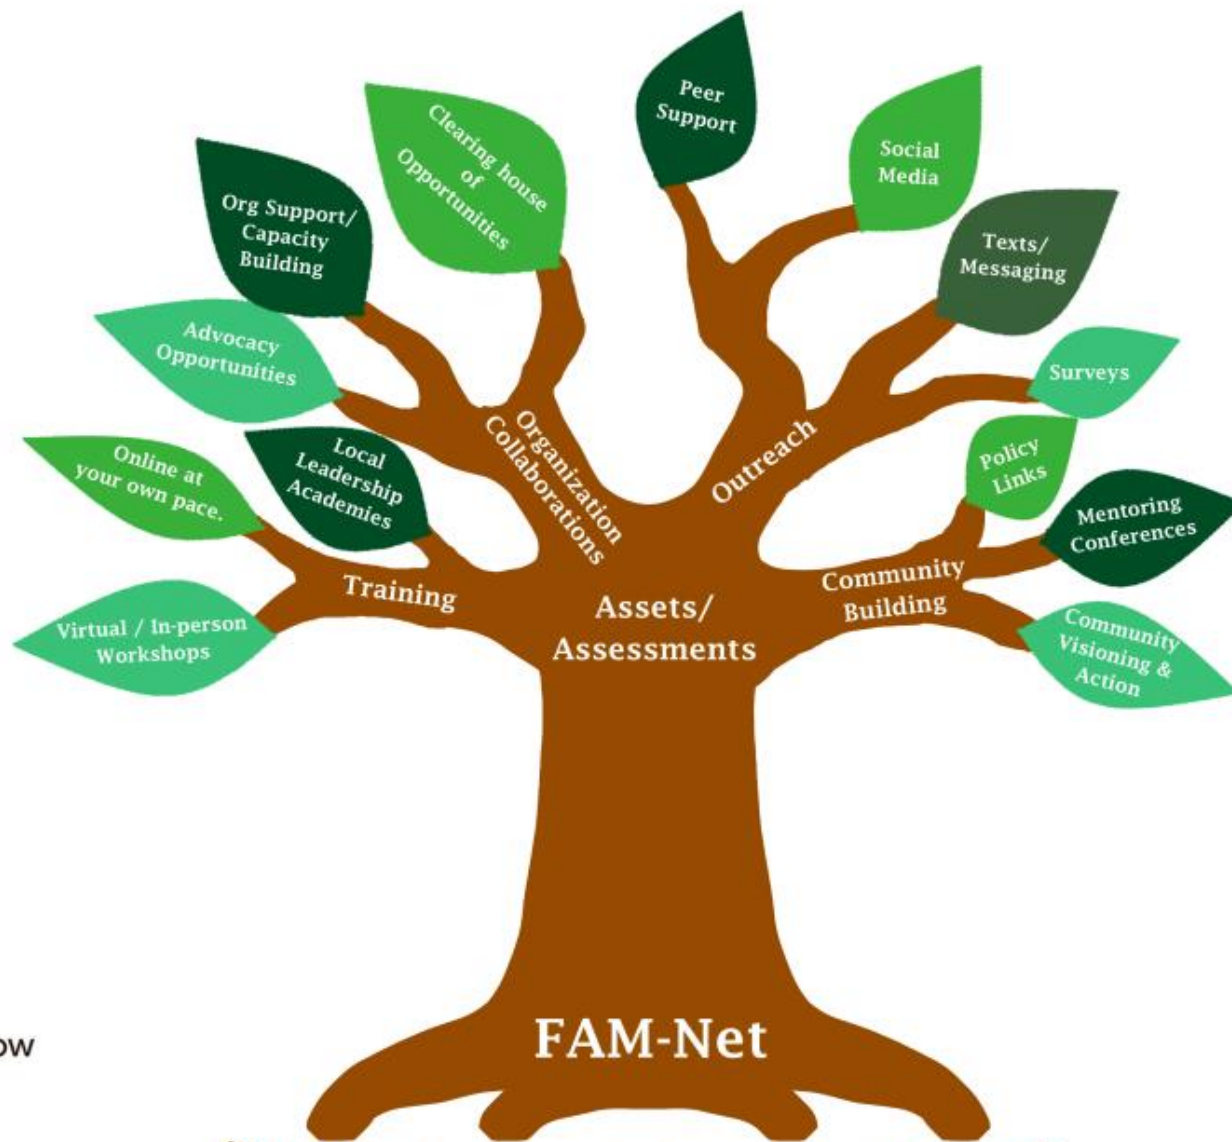 Peer
Support
Clearing house
of
Opportunities
Social
Media
Org Support/
Capacity
Building
Texts/
Messaging
Advocacy
Opportunities
Surveys
Organization
Collaborations
Outreach
Policy
Links
Local
Leadership
Academies
Online at
your own pace.
Mentoring
Conferences
Training
Community
Building
Assets/
Assessments
Virtual / In-person
Workshops
Community
Visioning &
Action
FAM-Net